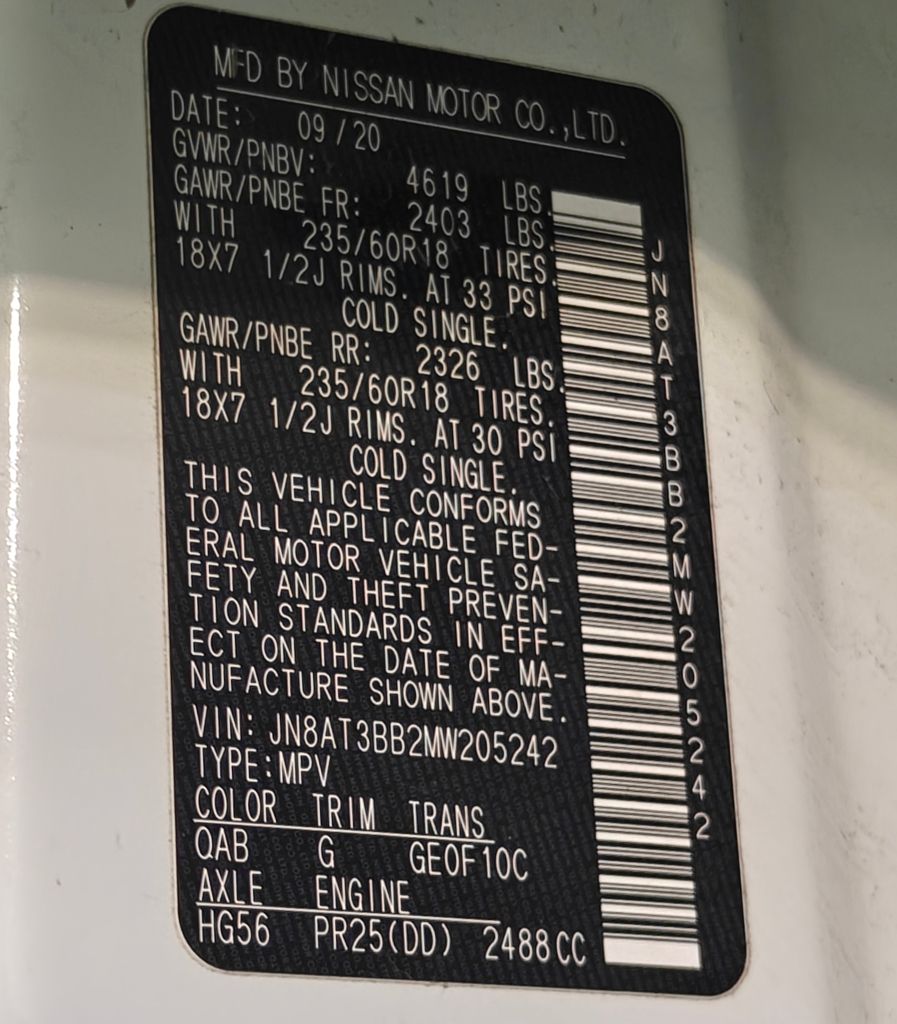 MFD BY NISSAN MOTOR CO.,LTD.
DATE: 09/20
GVWR/PNBV: 4619 LBS.
GAWR/PNBE FR: 2403 LBS.
WITH 235/60R18 TIRES.
18X7 1/2J RIMS. AT 33 PSI
COLD SINGLE.
GAWR/PNBE RR: 2326 LBS.
WITH 235/60R18 TIRES.
18X7 1/2J RIMS. AT 30 PSI
COLD SINGLE.
THIS VEHICLE CONFORMS
TO ALL APPLICABLE FED-
ERAL MOTOR VEHICLE SA-
FETY AND THEFT PREVEN-
TION STANDARDS IN EFF-
ECT ON THE DATE OF MA-
NUFACTURE SHOWN ABOVE.
VIN: JN8AT3BB2MW205242
TYPE:MPV
COLOR TRIM TRANS
QAB G GEOF10C
AXLE ENGINE
HG56 PR25(DD) 2488CC
JN8AT3BB2MW205242